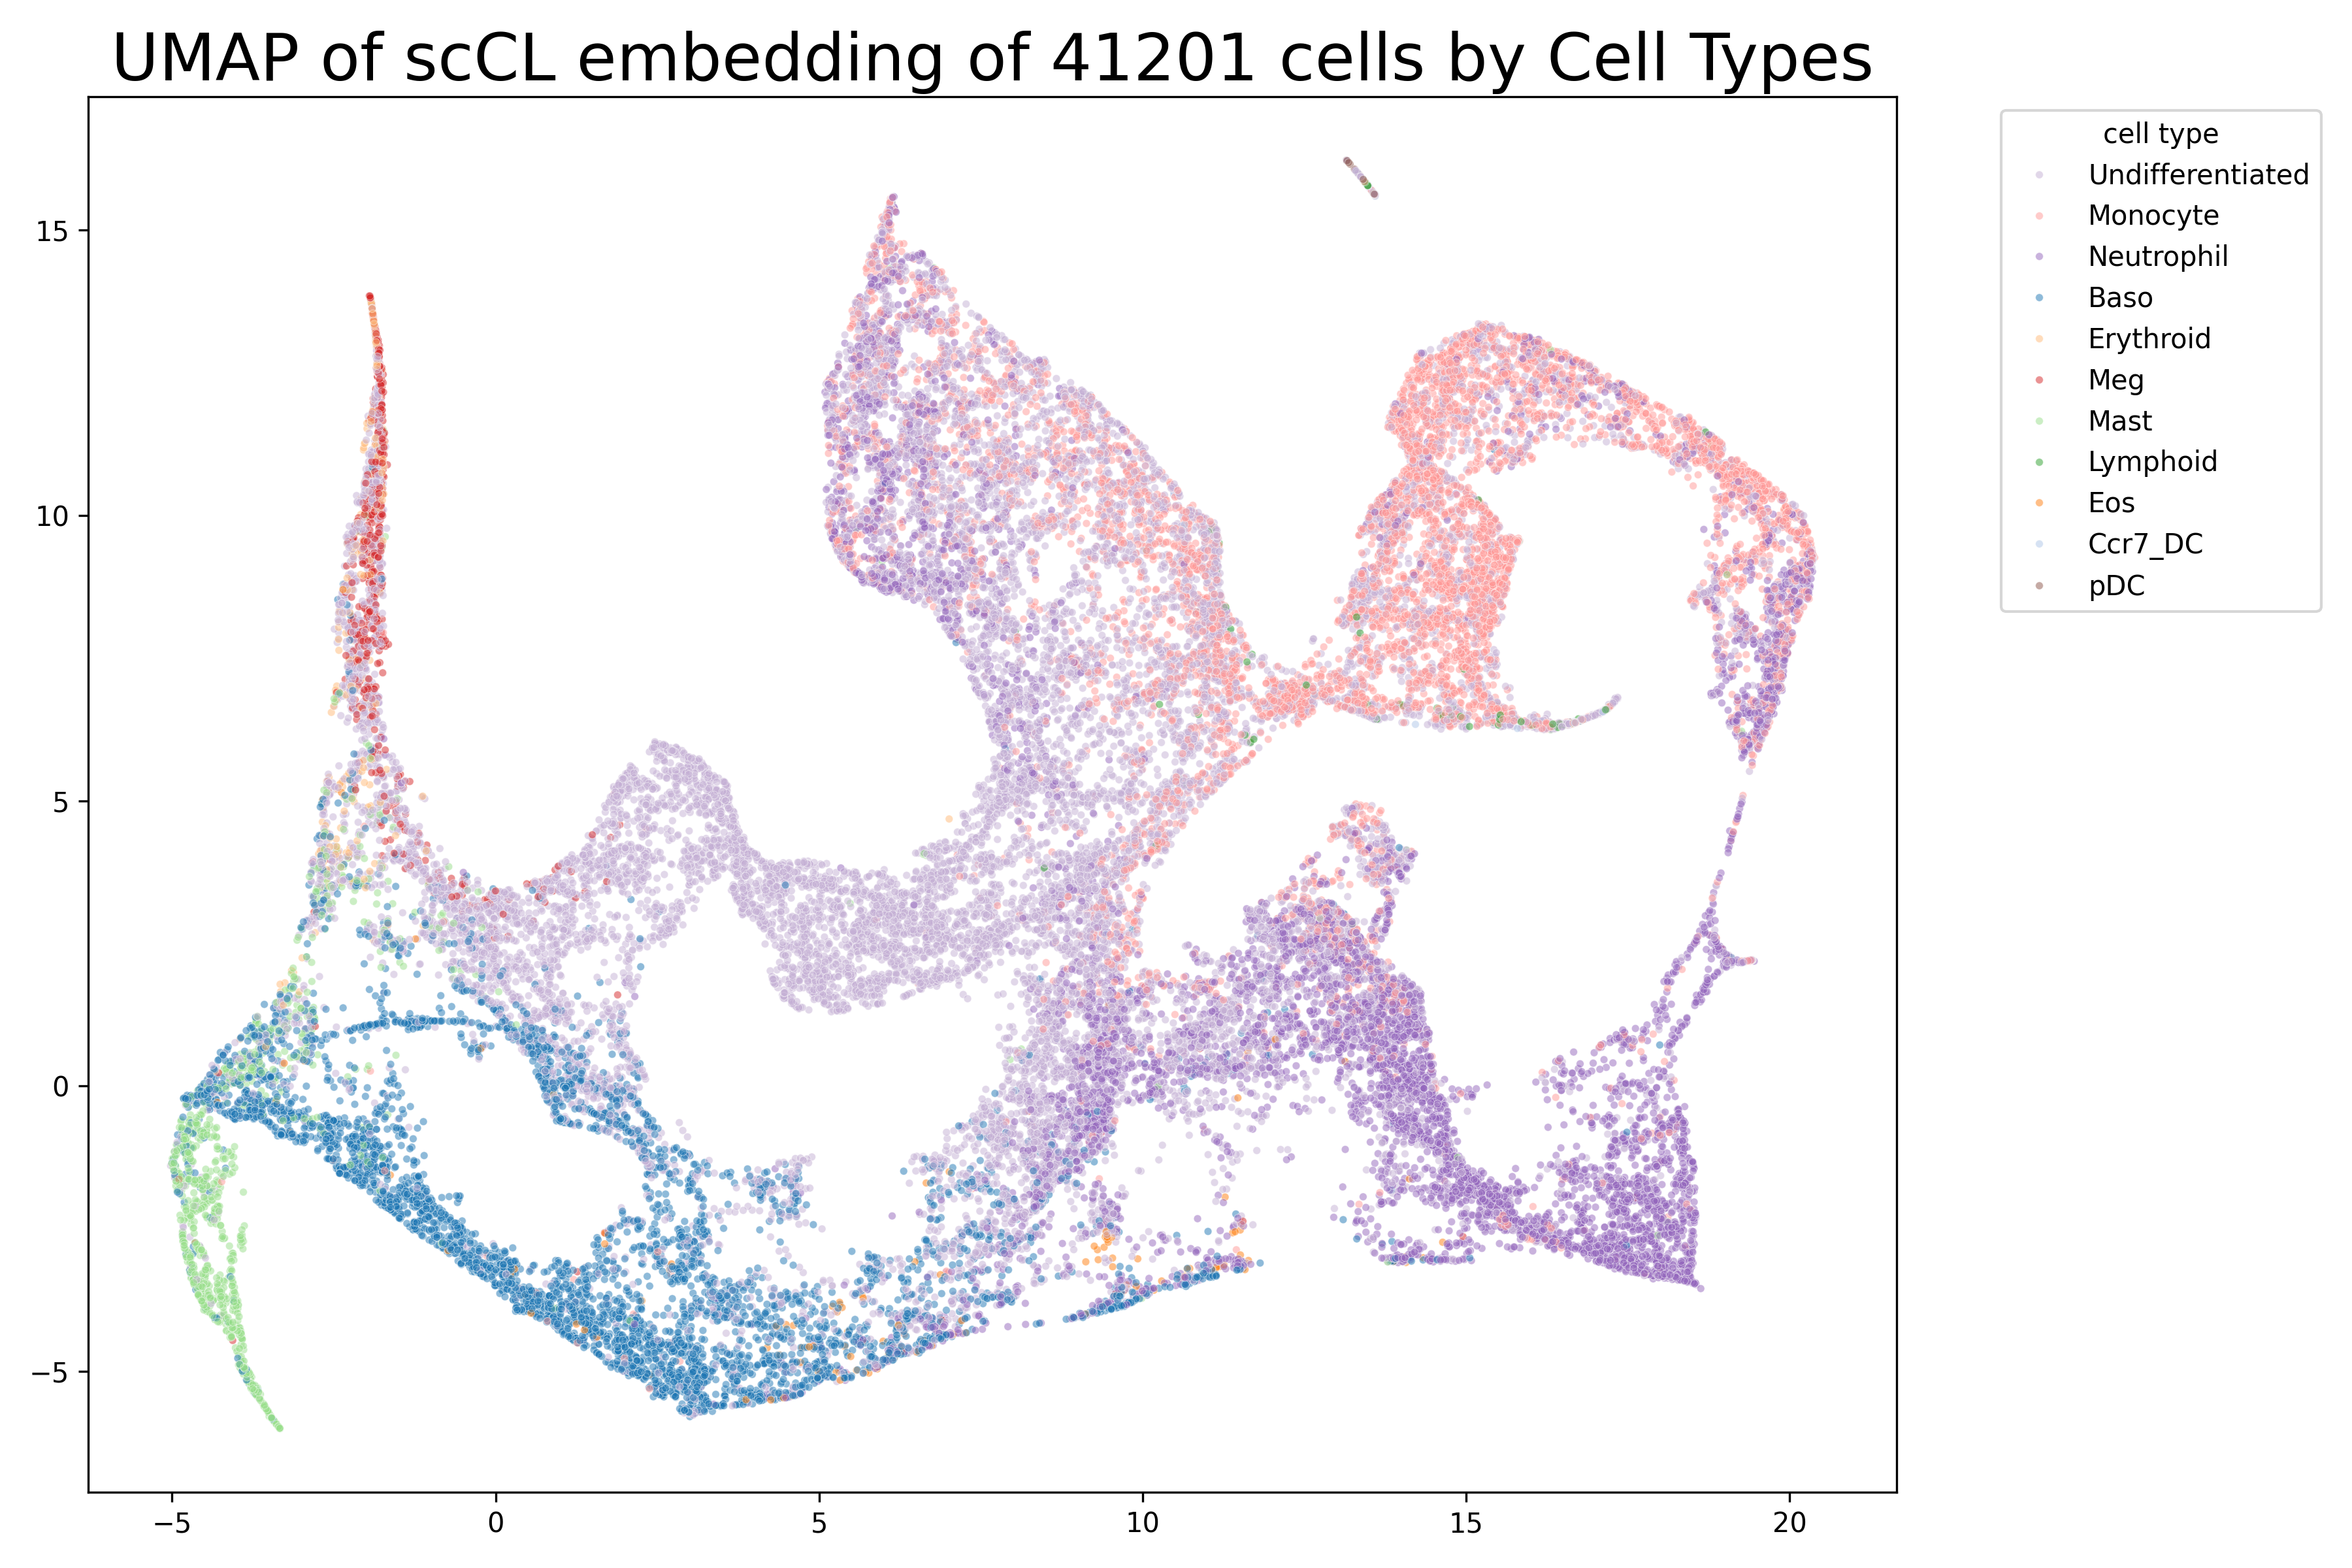 UMAP of scCL embedding of 41201 cells by Cell Types
cell type
Undifferentiated
Monocyte
Neutrophil
Baso
Erythroid
Meg
Mast
Lymphoid
Eos
Ccr7_DC
pDC
15
10
5
0
−5
−5 0 5 10 15 20